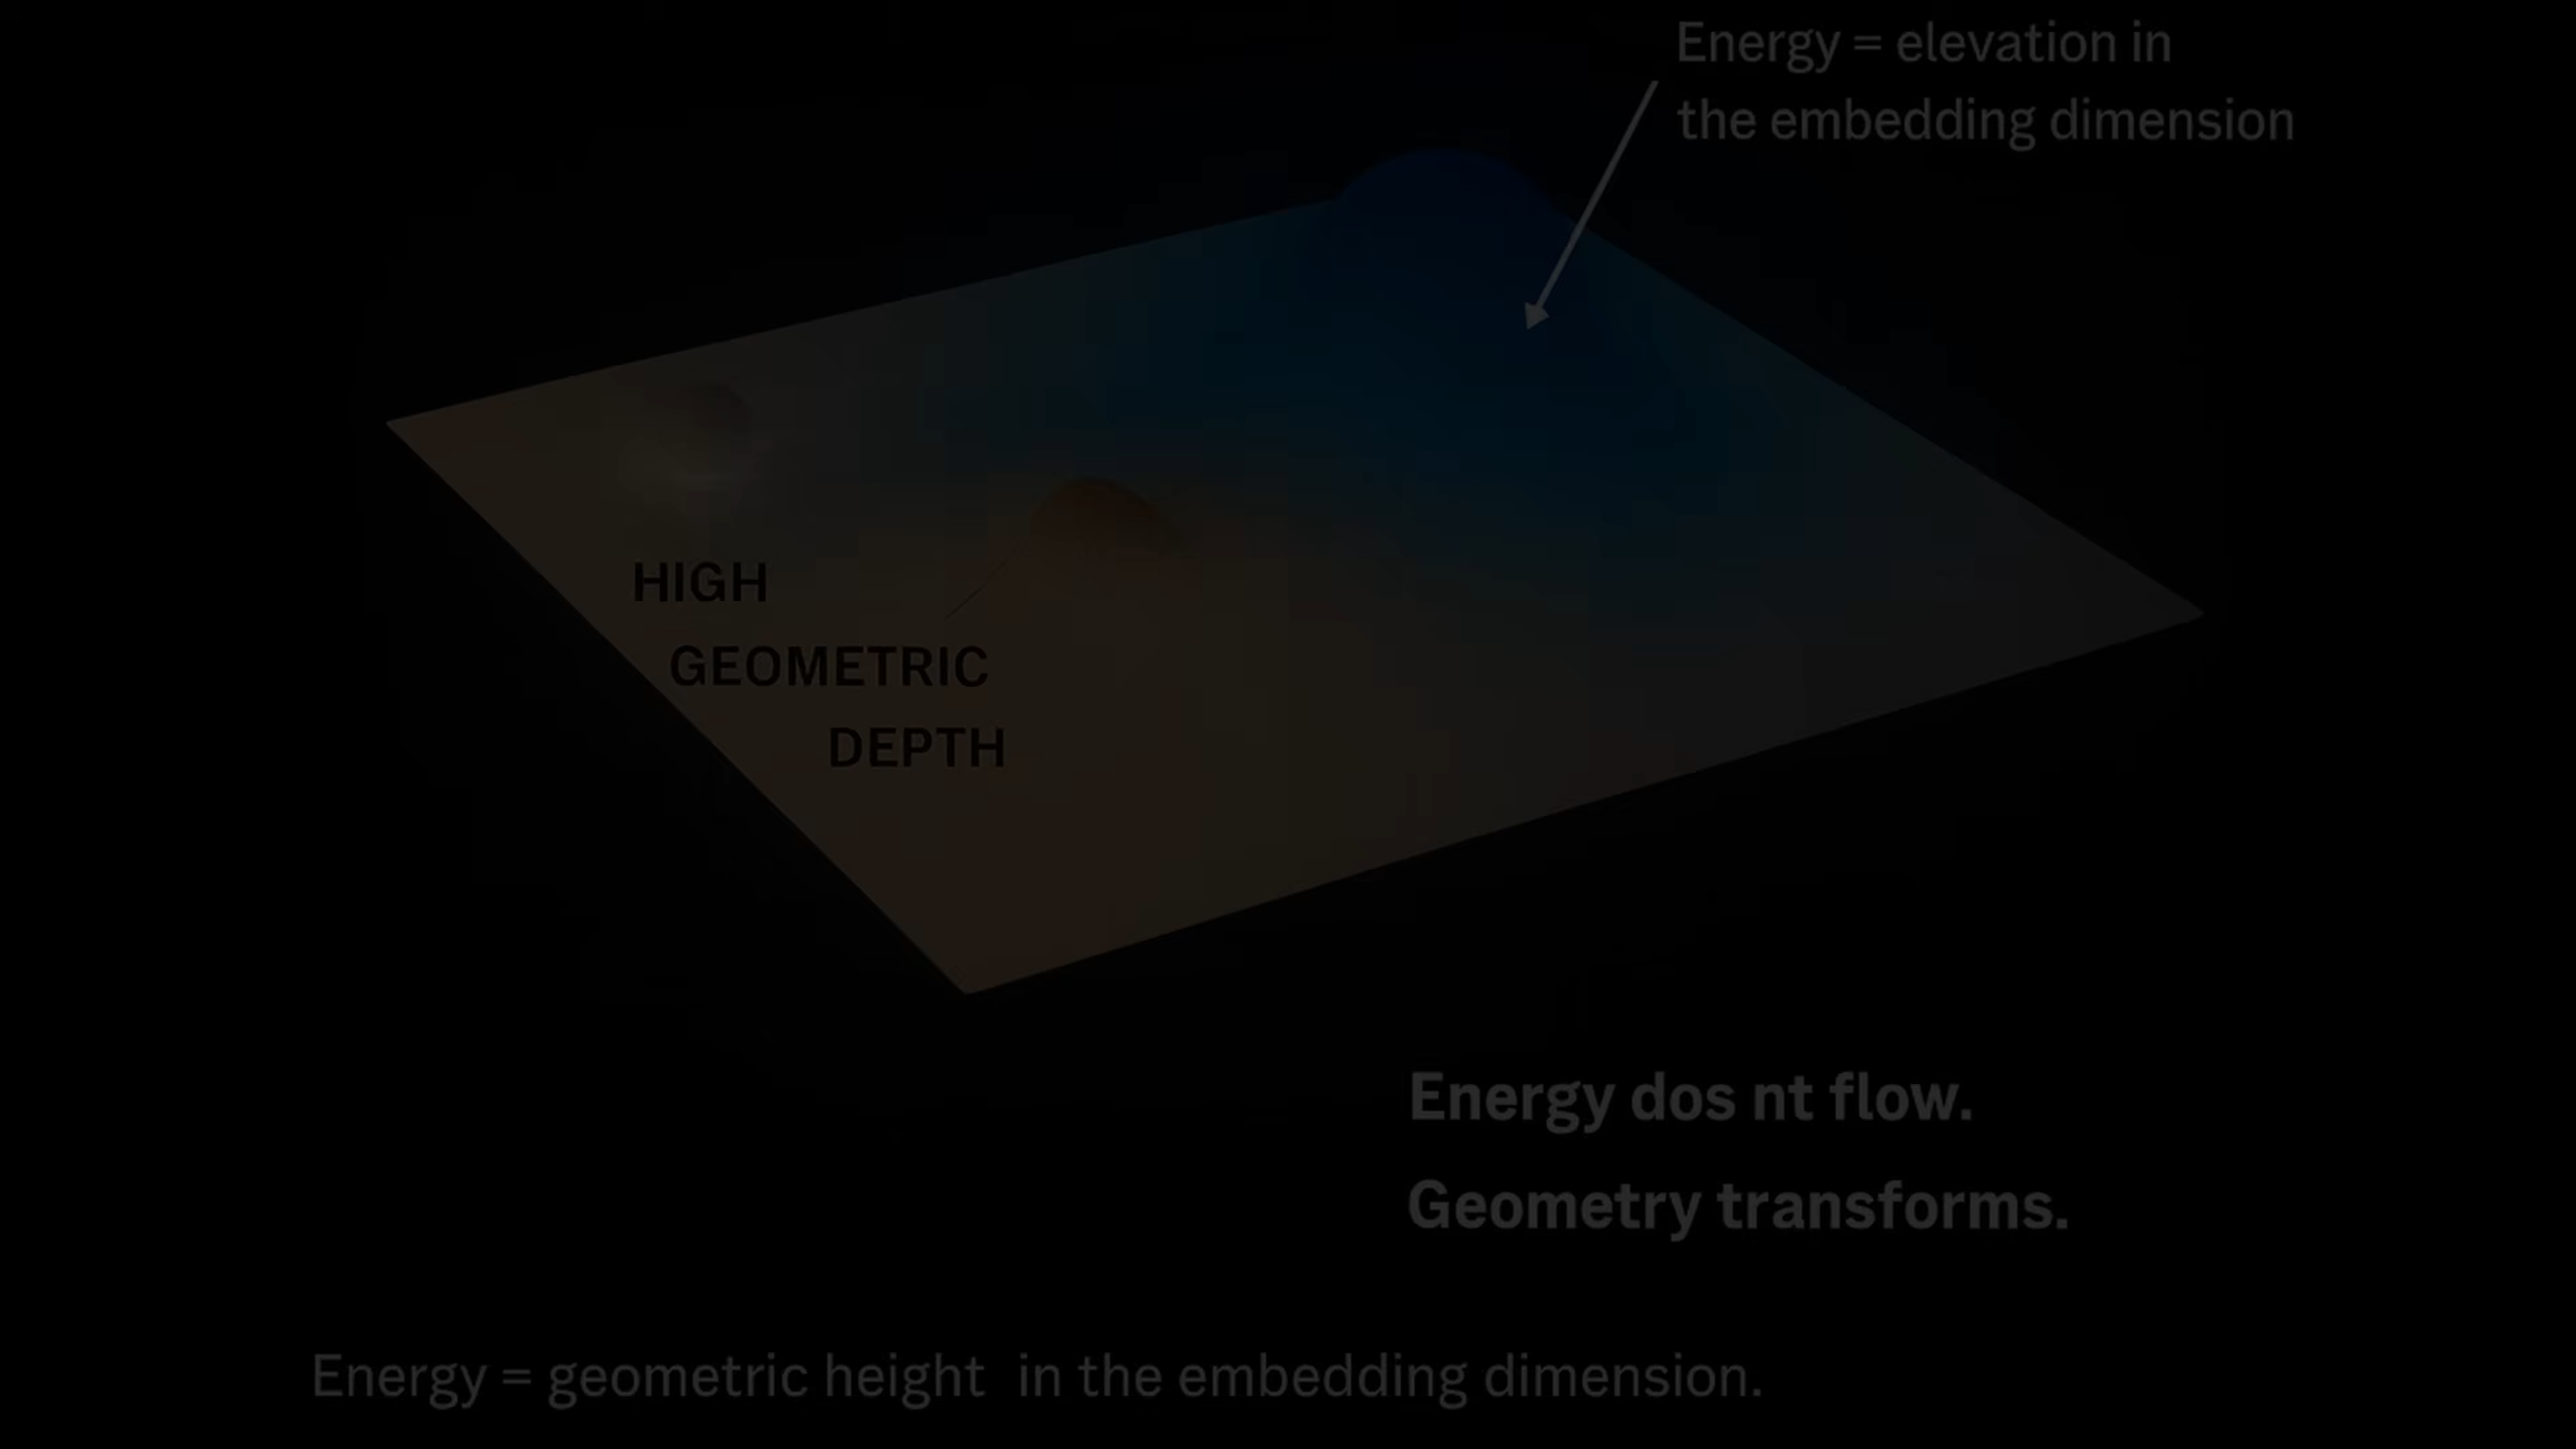 Energy = elevation in
the embedding dimension
HIGH
GEOMETRIC
DEPTH
Energy dos nt flow.
Geometry transforms.
Energy = geometric height in the embedding dimension.